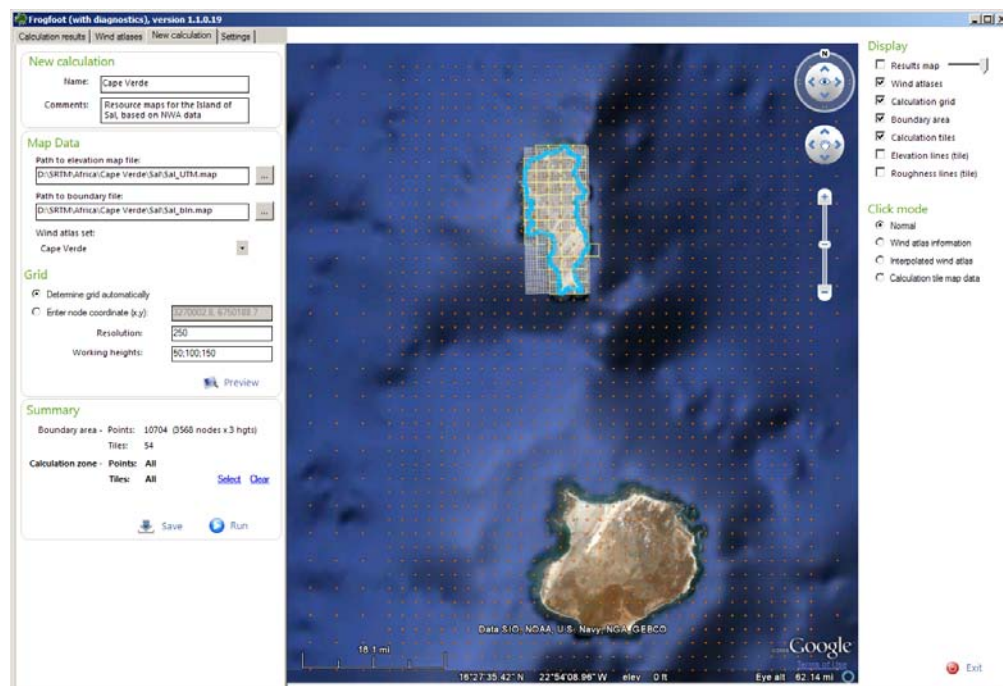 Frogfoot (with diagnostics), version 1.1.0.19
Calculation results Wind atlases New calculation Settings
New calculation
Name: Cape Verde
Comments: Resource maps for the Island of
Sal, based on NWA data
Map Data
Path to elevation map file:
D:\SRTM\Africa\Cape Verde\Sal\Sal_UTM.map ...
Path to boundary file:
D:\SRTM\Africa\Cape Verde\Sal\Sal_bln.map ...
Wind atlas set:
Cape Verde
Grid
Determine grid automatically
Enter node coordinate (x,y): 3270002.8, 6750188.7
Resolution: 250
Working heights: 50;100;150
Preview
Summary
Boundary area - Points: 10704 (3568 nodes x 3 hgts)
Tiles: 54
Calculation zone - Points: All
Tiles: All Select Clear
Save Run
N
Data SIO, NOAA, U.S. Navy, NGA, GEBCO
18.1 mi
Google
Terms of Use
16°27'35.42" N 22°54'08.96" W elev 0 ft Eye alt 62.14 mi
Display
Results map
Wind atlases
Calculation grid
Boundary area
Calculation tiles
Elevation lines (tile)
Roughness lines (tile)
Click mode
Normal
Wind atlas information
Interpolated wind atlas
Calculation tile map data
Exit